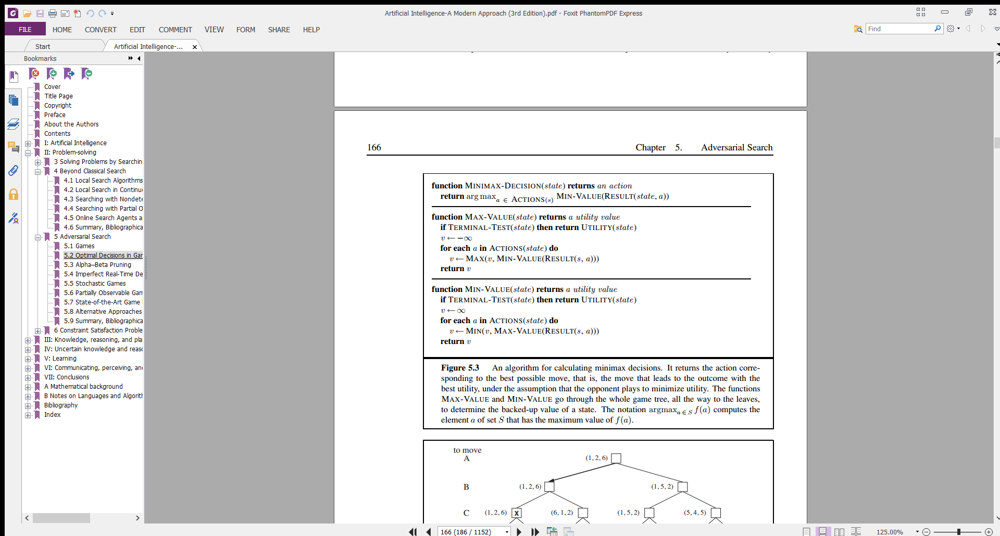 Artificial Intelligence-A Modern Approach (3rd Edition).pdf - Foxit PhantomPDF Express
FILE HOME CONVERT EDIT COMMENT VIEW FORM SHARE HELP
Find
Start
Artificial Intelligence-...
Bookmarks
Cover
Title Page
Copyright
Preface
About the Authors
Contents
I: Artificial Intelligence
II: Problem-solving
3 Solving Problems by Searchin
4 Beyond Classical Search
4.1 Local Search Algorithms
4.2 Local Search in Continu
4.3 Searching with Nondete
4.4 Searching with Partial O
4.5 Online Search Agents a
4.6 Summary, Bibliographica
5 Adversarial Search
5.1 Games
5.2 Optimal Decisions in Gar
5.3 Alpha–Beta Pruning
5.4 Imperfect Real-Time De
5.5 Stochastic Games
5.6 Partially Observable Gam
5.7 State-of-the-Art Game
5.8 Alternative Approaches
5.9 Summary, Bibliographica
6 Constraint Satisfaction Proble
III: Knowledge, reasoning, and pla
IV: Uncertain knowledge and reaso
V: Learning
VI: Communicating, perceiving, an
VII: Conclusions
A Mathematical background
B Notes on Languages and Algorith
Bibliography
Index
166 Chapter 5. Adversarial Search
function MINIMAX-DECISION(state) returns an action
return arg max a ∈ ACTIONS(s) MIN-VALUE(RESULT(state, a))
function MAX-VALUE(state) returns a utility value
if TERMINAL-TEST(state) then return UTILITY(state)
v ← −∞
for each a in ACTIONS(state) do
v ← MAX(v, MIN-VALUE(RESULT(s, a)))
return v
function MIN-VALUE(state) returns a utility value
if TERMINAL-TEST(state) then return UTILITY(state)
v ← ∞
for each a in ACTIONS(state) do
v ← MIN(v, MAX-VALUE(RESULT(s, a)))
return v
Figure 5.3 An algorithm for calculating minimax decisions. It returns the action corre-
sponding to the best possible move, that is, the move that leads to the outcome with the
best utility, under the assumption that the opponent plays to minimize utility. The functions
MAX-VALUE and MIN-VALUE go through the whole game tree, all the way to the leaves,
to determine the backed-up value of a state. The notation argmax a ∈ S f(a) computes the
element a of set S that has the maximum value of f(a).
to move
A (1, 2, 6)
B (1, 2, 6) (1, 5, 2)
C (1, 2, 6) X (6, 1, 2) (1, 5, 2) (5, 4, 5)
166 (186 / 1152)
125.00%